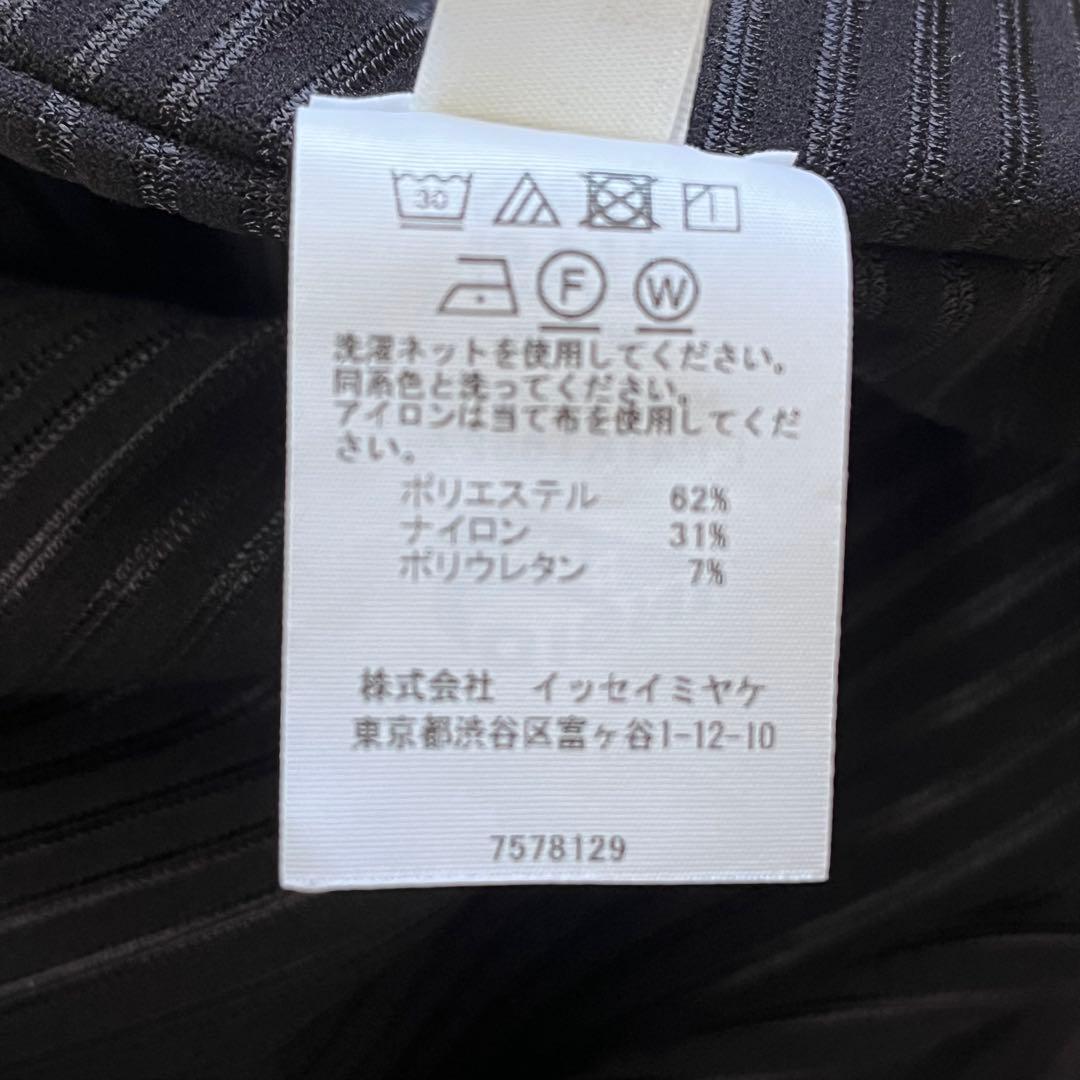 30
F W
洗濯ネットを使用してください。
同系色と洗ってください。
アイロンは当て布を使用してくだ
さい。
ポリエステル 62%
ナイロン 31%
ポリウレタン 7%
株式会社 イッセイミヤケ
東京都渋谷区富ヶ谷1-12-10
7578129